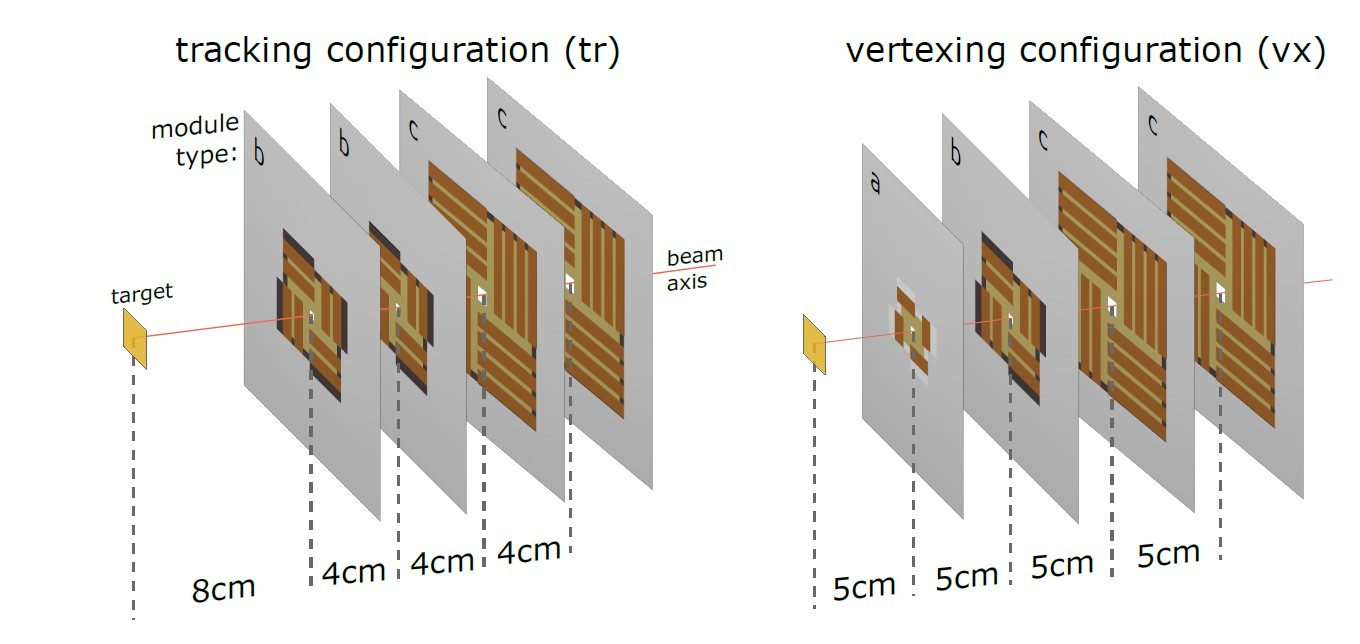 tracking configuration (tr)
module
type:
b
b
c
c
target
beam
axis
8cm
4cm
4cm
4cm
vertexing configuration (vx)
a
b
c
c
5cm
5cm
5cm
5cm